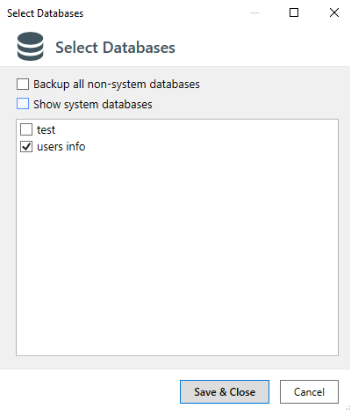 Select Databases
Select Databases
Backup all non-system databases
Show system databases
test
users info
Save & Close
Cancel